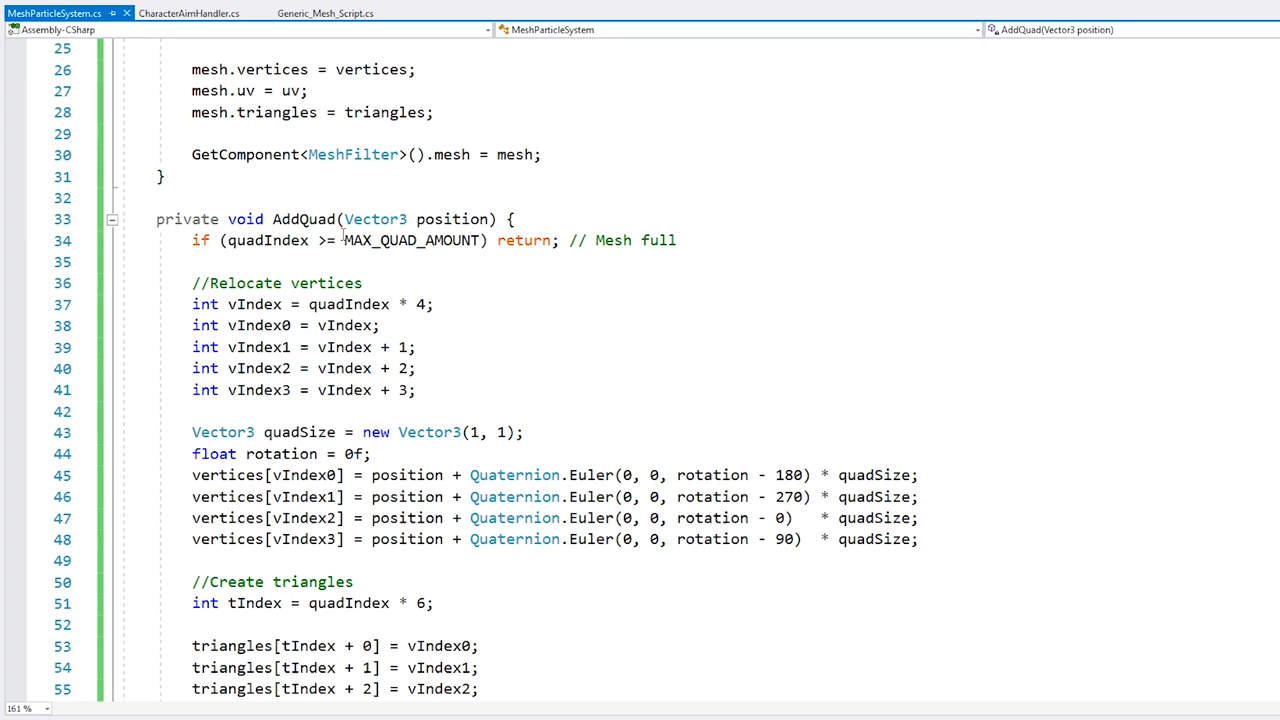 MeshParticleSystem.cs CharacterAimHandler.cs Generic_Mesh_Script.cs
Assembly-CSharp MeshParticleSystem AddQuad(Vector3 position)
25
26 mesh.vertices = vertices;
27 mesh.uv = uv;
28 mesh.triangles = triangles;
29
30 GetComponent<MeshFilter>().mesh = mesh;
31 }
32
33 private void AddQuad(Vector3 position) {
34 if (quadIndex >= MAX_QUAD_AMOUNT) return; // Mesh full
35
36 //Relocate vertices
37 int vIndex = quadIndex * 4;
38 int vIndex0 = vIndex;
39 int vIndex1 = vIndex + 1;
40 int vIndex2 = vIndex + 2;
41 int vIndex3 = vIndex + 3;
42
43 Vector3 quadSize = new Vector3(1, 1);
44 float rotation = 0f;
45 vertices[vIndex0] = position + Quaternion.Euler(0, 0, rotation - 180) * quadSize;
46 vertices[vIndex1] = position + Quaternion.Euler(0, 0, rotation - 270) * quadSize;
47 vertices[vIndex2] = position + Quaternion.Euler(0, 0, rotation - 0) * quadSize;
48 vertices[vIndex3] = position + Quaternion.Euler(0, 0, rotation - 90) * quadSize;
49
50 //Create triangles
51 int tIndex = quadIndex * 6;
52
53 triangles[tIndex + 0] = vIndex0;
54 triangles[tIndex + 1] = vIndex1;
55 triangles[tIndex + 2] = vIndex2;
161 %